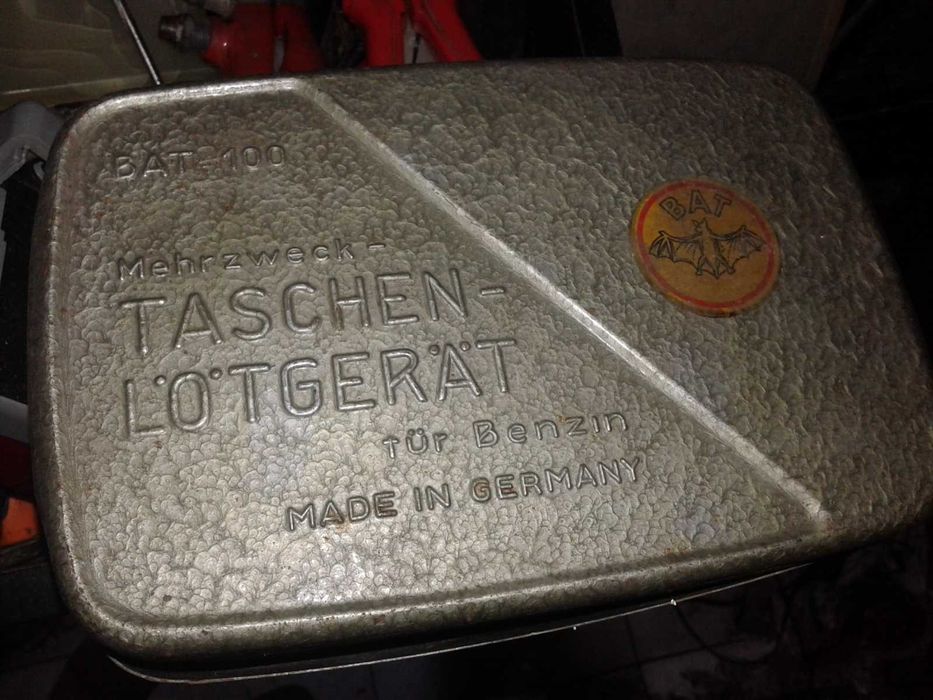 BAT-100
Mehrzweck-
TASCHEN-
LÖTGERÄT
für Benzin
MADE IN GERMANY
BAT